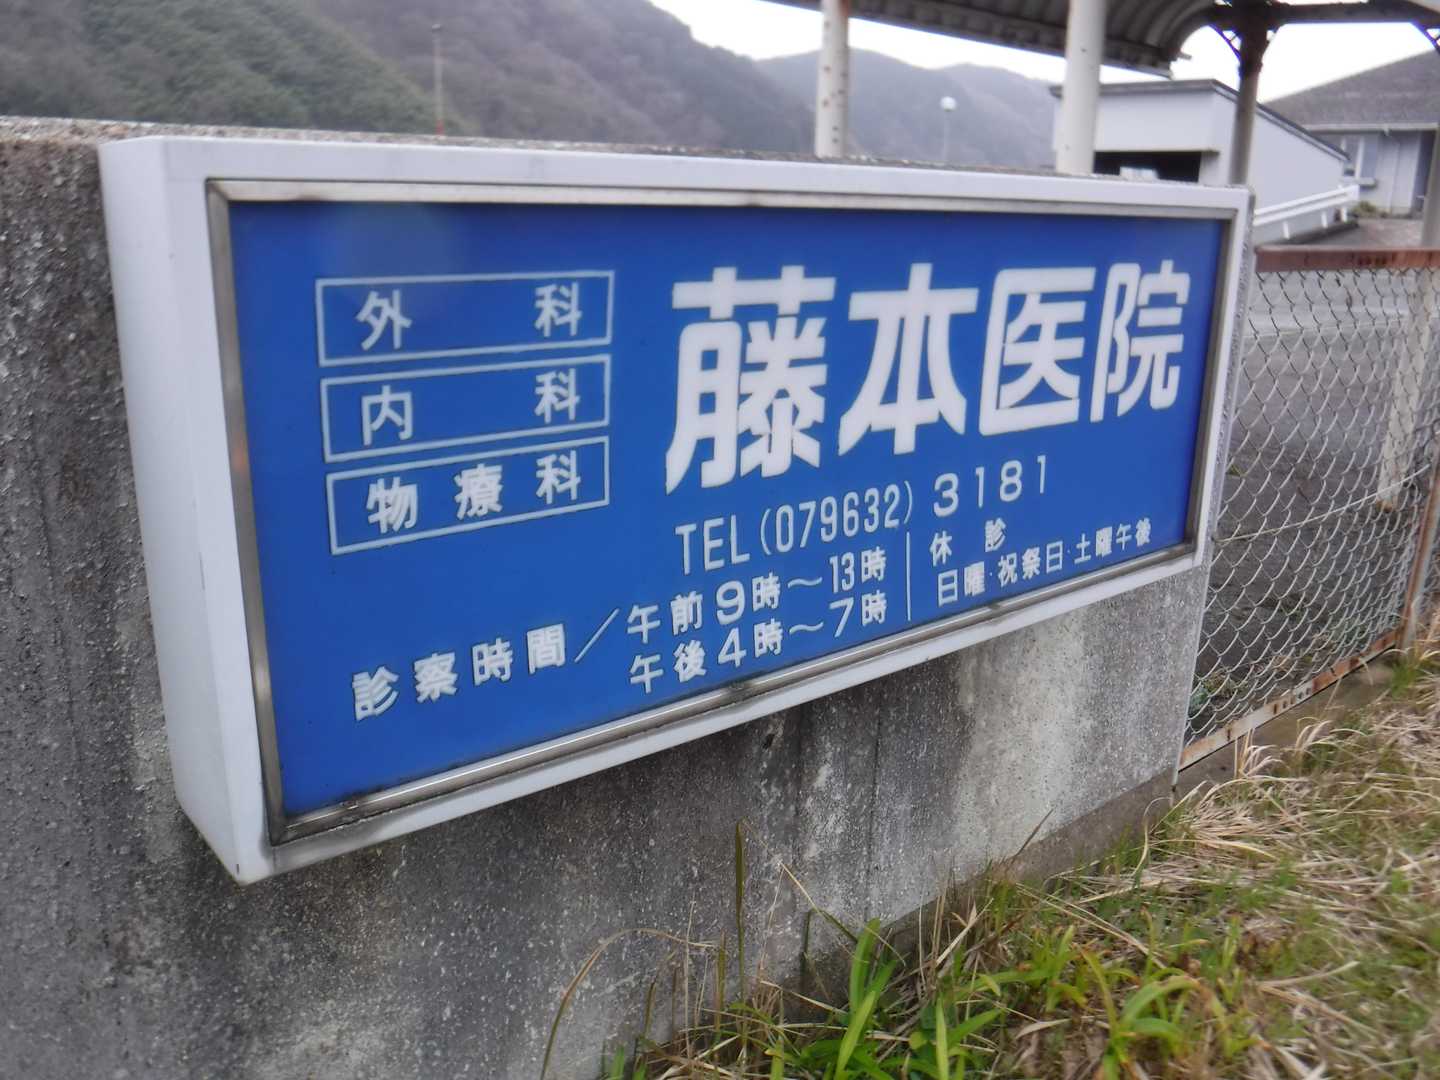 外科
内科
物療科
藤本医院
TEL(079632)3181
診察時間／午前9時～13時
午後4時～7時
休診
日曜・祝祭日・土曜午後